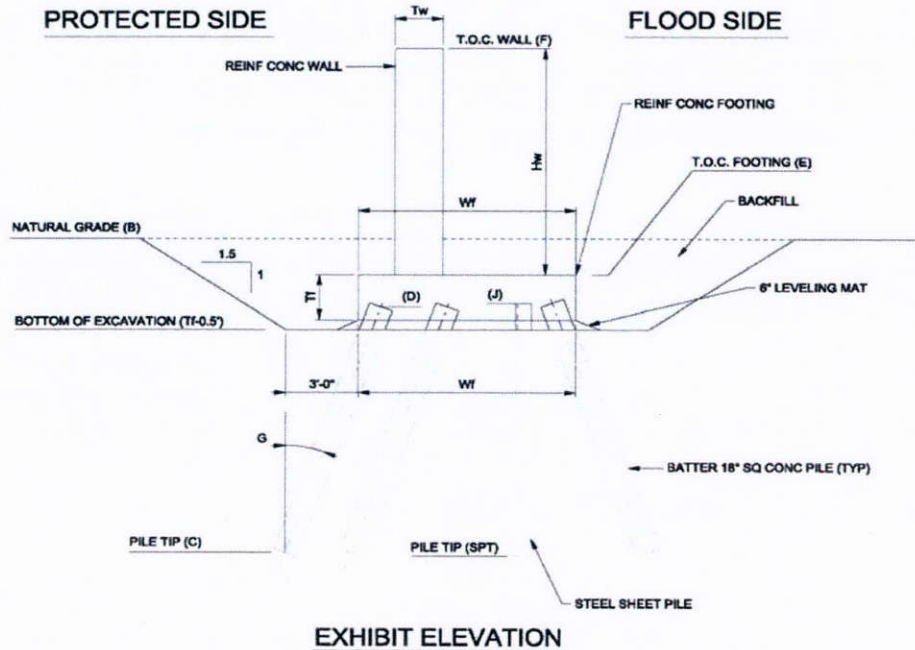 PROTECTED SIDE
Tw
FLOOD SIDE
T.O.C. WALL (F)
REINF CONC WALL
REINF CONC FOOTING
Hw
T.O.C. FOOTING (E)
Wf
BACKFILL
NATURAL GRADE (B)
1.5
1
Tf
(D)
(J)
6" LEVELING MAT
BOTTOM OF EXCAVATION (Tf-0.5')
3'-0"
Wf
G
BATTER 18" SQ CONC PILE (TYP)
PILE TIP (C)
PILE TIP (SPT)
STEEL SHEET PILE
EXHIBIT ELEVATION